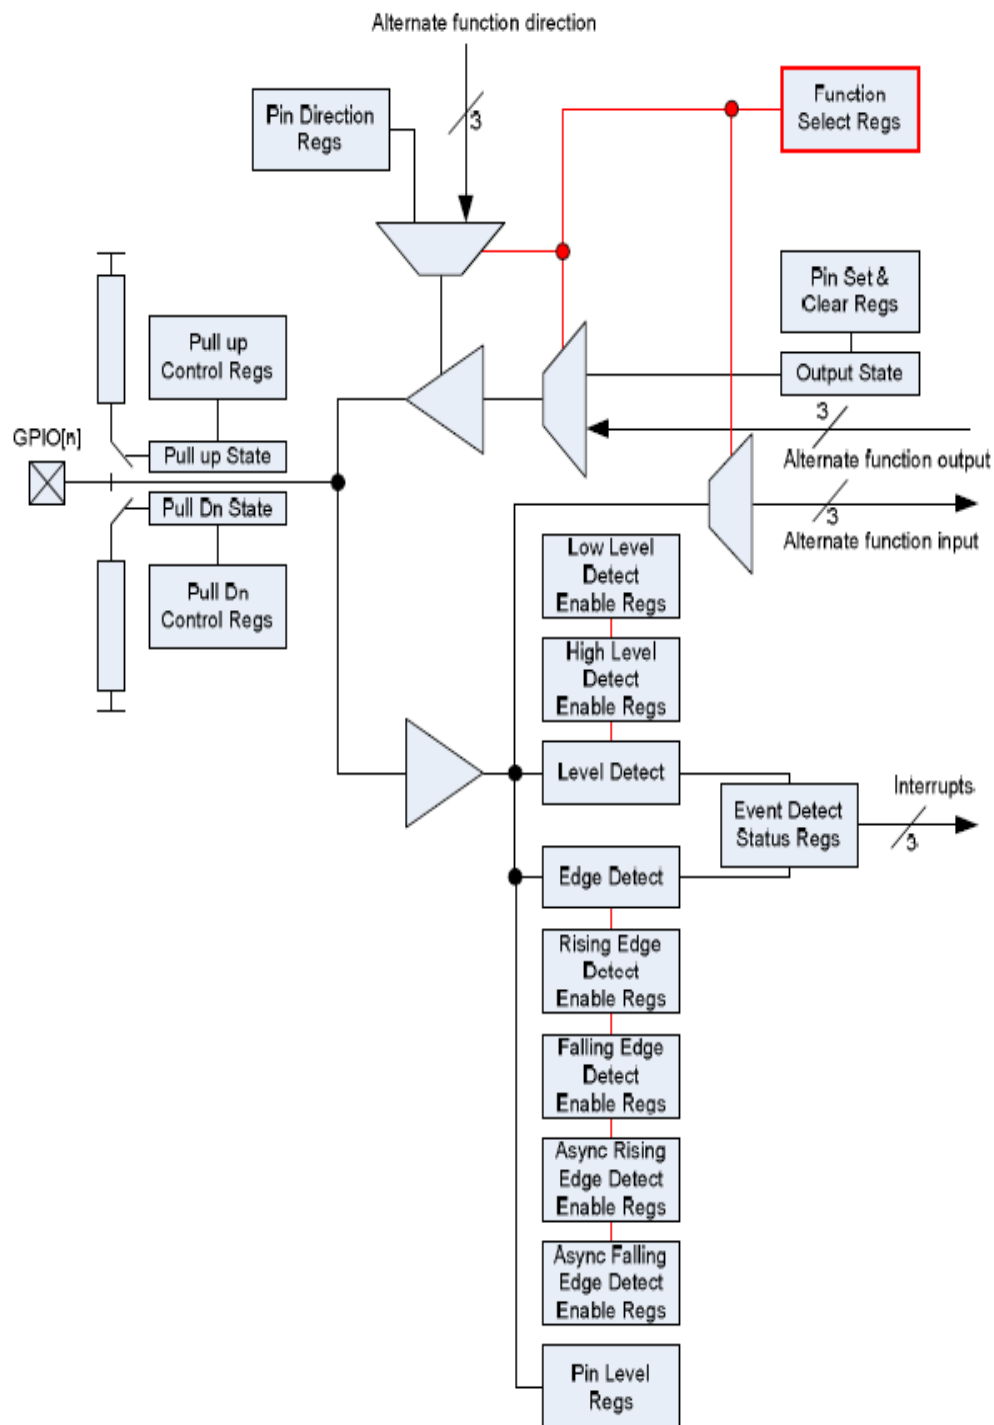 Alternate function direction
3
Pin Direction
Regs
Function
Select Regs
Pin Set &
Clear Regs
Output State
3
Alternate function output
3
Alternate function input
Pull up
Control Regs
Pull up State
GPIO[n]
Pull Dn State
Pull Dn
Control Regs
Low Level
Detect
Enable Regs
High Level
Detect
Enable Regs
Level Detect
Event Detect
Status Regs
Interrupts
3
Edge Detect
Rising Edge
Detect
Enable Regs
Falling Edge
Detect
Enable Regs
Async Rising
Edge Detect
Enable Regs
Async Falling
Edge Detect
Enable Regs
Pin Level
Regs